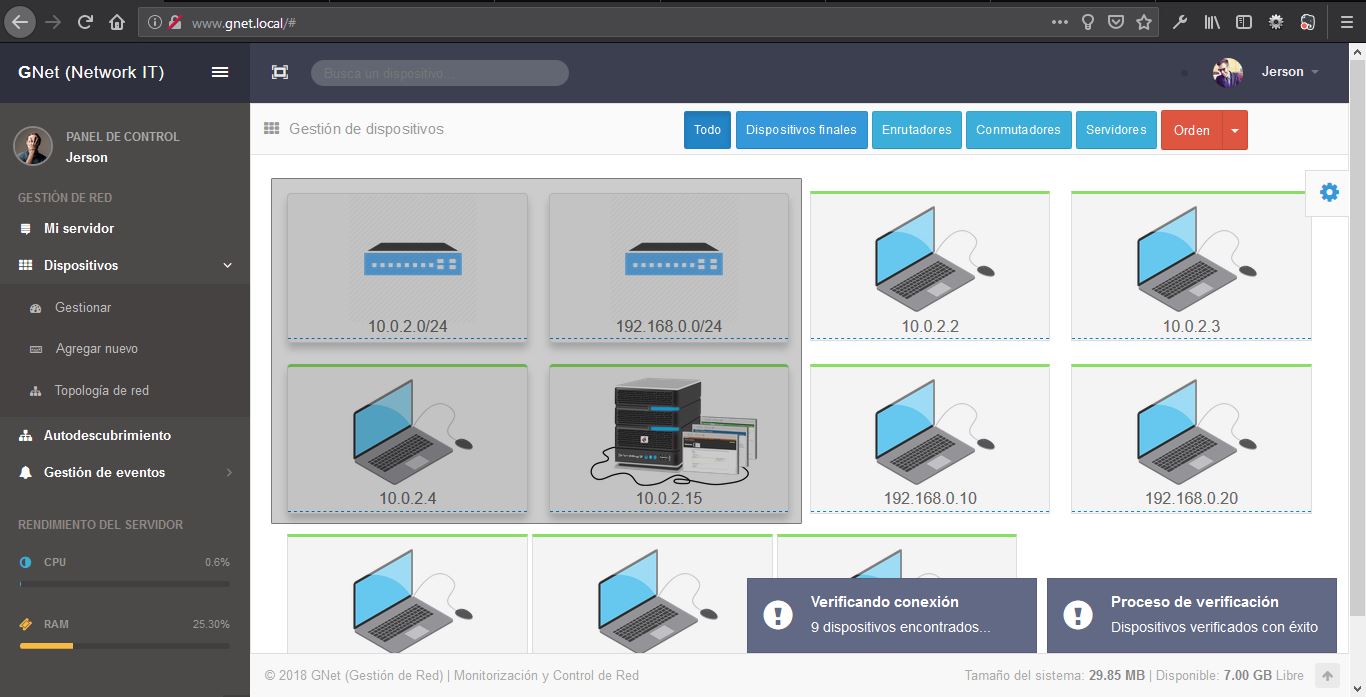 www.gnet.local/#
GNet (Network IT)
Busca un dispositivo...
Jerson
PANEL DE CONTROL
Jerson
GESTIÓN DE RED
Mi servidor
Dispositivos
Gestionar
Agregar nuevo
Topología de red
Autodescubrimiento
Gestión de eventos
RENDIMIENTO DEL SERVIDOR
CPU 0.6%
RAM 25.30%
Gestión de dispositivos
Todo Dispositivos finales Enrutadores Conmutadores Servidores Orden
10.0.2.0/24 192.168.0.0/24 10.0.2.2 10.0.2.3
10.0.2.4 10.0.2.15 192.168.0.10 192.168.0.20
Verificando conexión
9 dispositivos encontrados...
Proceso de verificación
Dispositivos verificados con éxito
© 2018 GNet (Gestión de Red) | Monitorización y Control de Red
Tamaño del sistema: 29.85 MB | Disponible: 7.00 GB Libre